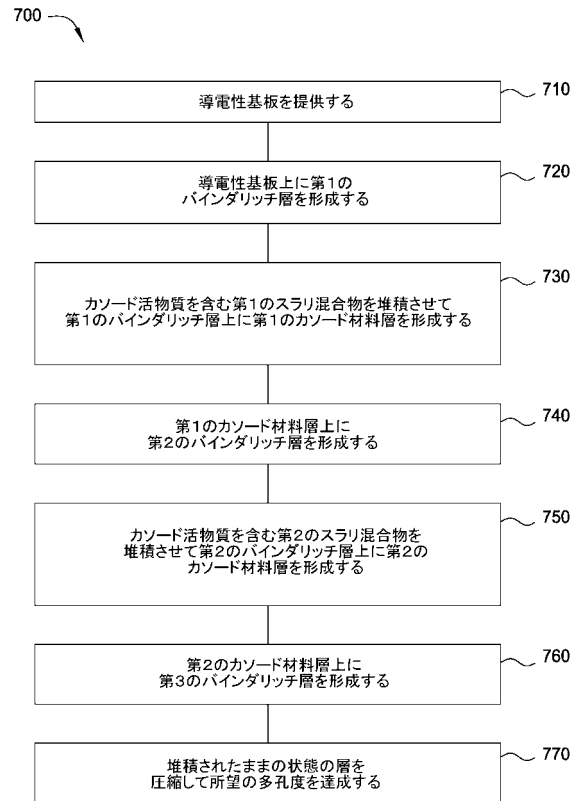 700
導電性基板を提供する
710
導電性基板上に第1の
バインダリッチ層を形成する
720
カソード活物質を含む第1のスラリ混合物を堆積させて
第1のバインダリッチ層上に第1のカソード材料層を形成する
730
第1のカソード材料層上に
第2のバインダリッチ層を形成する
740
カソード活物質を含む第2のスラリ混合物を
堆積させて第2のバインダリッチ層上に第2の
カソード材料層を形成する
750
第2のカソード材料層上に
第3のバインダリッチ層を形成する
760
堆積されたままの状態の層を
圧縮して所望の多孔度を達成する
770